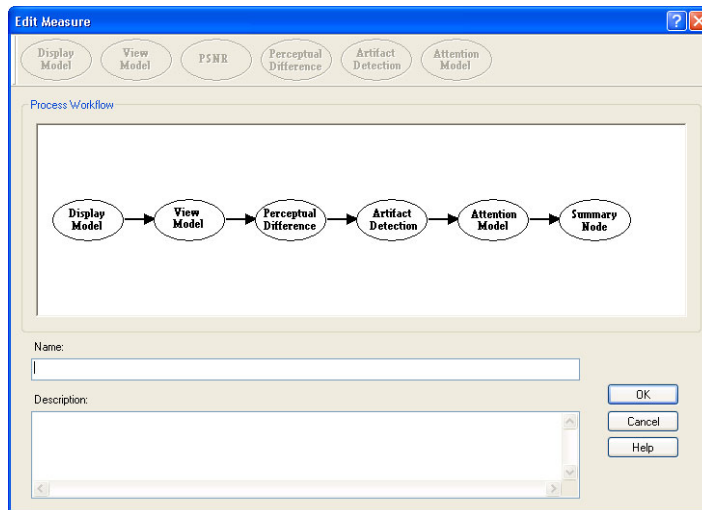 Edit Measure
Display
Model
View
Model
PSNR
Perceptual
Difference
Artifact
Detection
Attention
Model
Process Workflow
Display
Model
View
Model
Perceptual
Difference
Artifact
Detection
Attention
Model
Summary
Node
Name:
Description:
OK
Cancel
Help